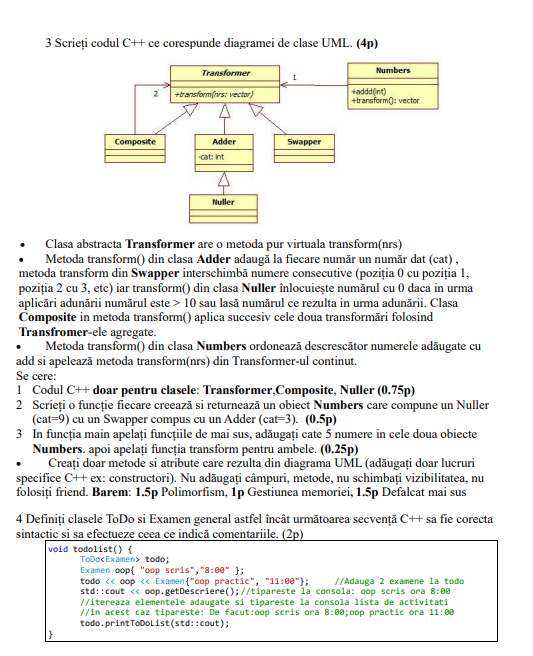 3 Scrieți codul C++ ce corespunde diagramei de clase UML. (4p)
Transformer
+transform(nrs: vector)
2
1
Numbers
+addd(int)
+transform(): vector
Composite
Adder
-cat: int
Swapper
Nuller
• Clasa abstracta Transformer are o metoda pur virtuala transform(nrs)
• Metoda transform() din clasa Adder adaugă la fiecare număr un număr dat (cat) ,
metoda transform din Swapper interschimbă numere consecutive (poziția 0 cu poziția 1,
poziția 2 cu 3, etc) iar transform() din clasa Nuller înlocuiește numărul cu 0 daca in urma
aplicări adunării numărul este > 10 sau lasă numărul ce rezulta in urma adunării. Clasa
Composite in metoda transform() aplica succesiv cele doua transformări folosind
Transfromer-ele agregate.
• Metoda transform() din clasa Numbers ordonează descrescător numerele adăugate cu
add si apelează metoda transform(nrs) din Transformer-ul continut.
Se cere:
1 Codul C++ doar pentru clasele: Transformer,Composite, Nuller (0.75p)
2 Scrieți o funcție fiecare creează si returnează un obiect Numbers care compune un Nuller
(cat=9) cu un Swapper compus cu un Adder (cat=3). (0.5p)
3 In funcția main apelați funcțiile de mai sus, adăugați cate 5 numere in cele doua obiecte
Numbers. apoi apelați funcția transform pentru ambele. (0.25p)
• Creați doar metode si atribute care rezulta din diagrama UML (adăugați doar lucruri
specifice C++ ex: constructori). Nu adăugați câmpuri, metode, nu schimbați vizibilitatea, nu
folosiți friend. Barem: 1.5p Polimorfism, 1p Gestiunea memoriei, 1.5p Defalcat mai sus
4 Definiți clasele ToDo si Examen general astfel încât următoarea secvență C++ sa fie corecta
sintactic si sa efectueze ceea ce indică comentariile. (2p)
void todolist() {
ToDo<Examen> todo;
Examen oop{ "oop scris","8:00" };
todo << oop << Examen{"oop practic", "11:00"}; //Adauga 2 examene la todo
std::cout << oop.getDescriere(); //tipareste la consola: oop scris ora 8:00
//itereaza elementele adaugate si tipareste la consola lista de activitati
//in acest caz tipareste: De facut:oop scris ora 8:00;oop practic ora 11:00
todo.printToDoList(std::cout);
}